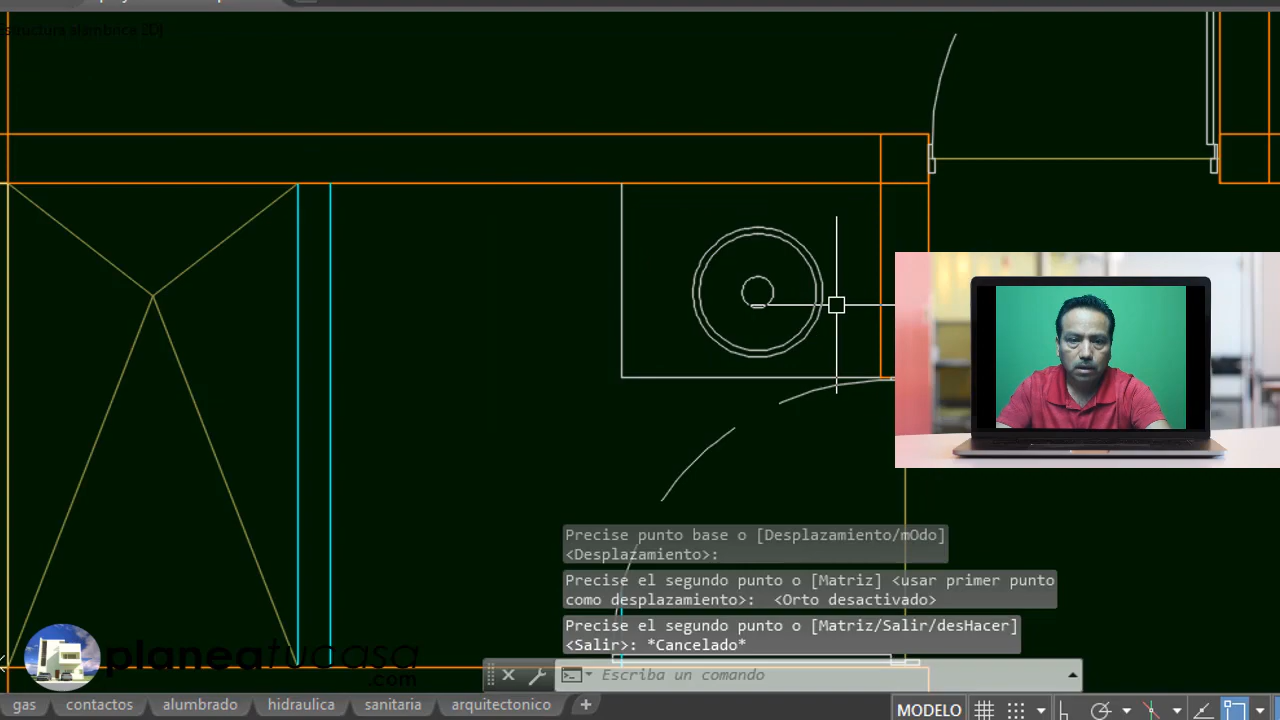 Precise punto base o [Desplazamiento/mOdo]
<Desplazamiento>:
Precise el segundo punto o [Matriz] <usar primer punto
como desplazamiento>:  <Orto desactivado>
Precise el segundo punto o [Matriz/Salir/desHacer]
<Salir>: *Cancelado*
Escriba un comando
planeatucasa
.com
gas
contactos
alumbrado
hidraulica
sanitaria
arquitectonico
MODELO